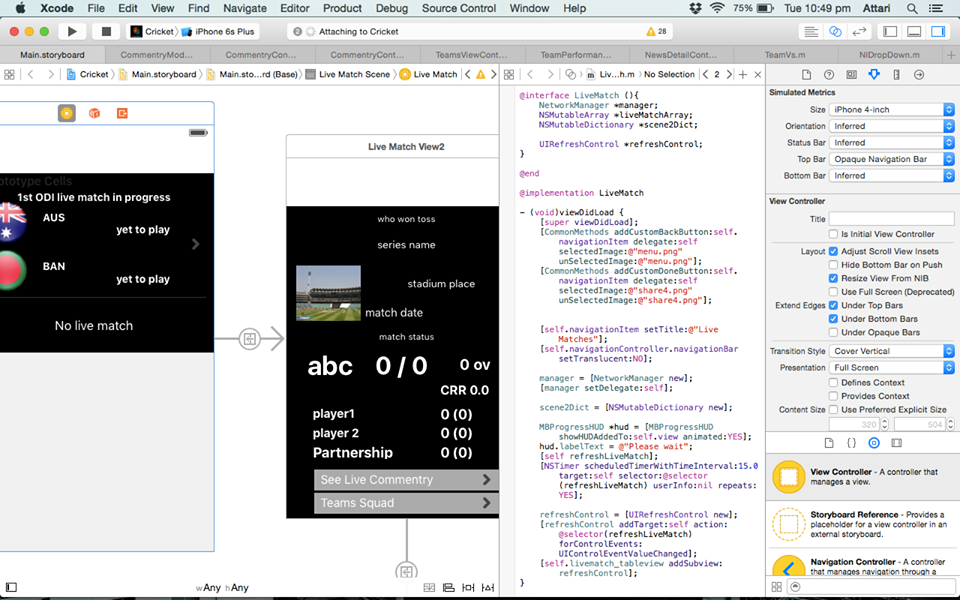 Xcode File Edit View Find Navigate Editor Product Debug Source Control Window Help 75% Tue 10:49 pm Attari
Cricket iPhone 6s Plus 2 Attaching to Cricket 28
Main.storyboard CommentryMod... CommentryCon... CommentryCont... TeamsViewCont... TeamPerforman... NewsDetailCont... TeamVs.m NIDropDown.m
Cricket Main.storyboard Main.sto...rd (Base) Live Match Scene Live Match Liv...h.m No Selection 2
ototype Cells
1st ODI live match in progress
AUS
yet to play
BAN
yet to play
No live match
Live Match View2
who won toss
series name
stadium place
match date
match status
abc 0 / 0 0 ov
CRR 0.0
player1 0 (0)
player 2 0 (0)
Partnership 0 (0)
See Live Commentry
Teams Squad
wAny hAny
@interface LiveMatch (){
NetworkManager *manager;
NSMutableArray *liveMatchArray;
NSMutableDictionary *scene2Dict;
UIRefreshControl *refreshControl;
}
@end
@implementation LiveMatch
- (void)viewDidLoad {
[super viewDidLoad];
[CommonMethods addCustomBackButton:self.
navigationItem delegate:self
selectedImage:@"menu.png"
unSelectedImage:@"menu.png"];
[CommonMethods addCustomDoneButton:self.
navigationItem delegate:self
selectedImage:@"share4.png"
unSelectedImage:@"share4.png"];
[self.navigationItem setTitle:@"Live
Matches"];
[self.navigationController.navigationBar
setTranslucent:NO];
manager = [NetworkManager new];
[manager setDelegate:self];
scene2Dict = [NSMutableDictionary new];
MBProgressHUD *hud = [MBProgressHUD
showHUDAddedTo:self.view animated:YES];
hud.labelText = @"Please wait";
[self refreshLiveMatch];
[NSTimer scheduledTimerWithTimeInterval:15.0
target:self selector:@selector
(refreshLiveMatch) userInfo:nil repeats:
YES];
refreshControl = [UIRefreshControl new];
[refreshControl addTarget:self action:
@selector(refreshLiveMatch)
forControlEvents:
UIControlEventValueChanged];
[self.livematch_tableview addSubview:
refreshControl];
}
Simulated Metrics
Size iPhone 4-inch
Orientation Inferred
Status Bar Inferred
Top Bar Opaque Navigation Bar
Bottom Bar Inferred
View Controller
Title
Is Initial View Controller
Layout Adjust Scroll View Insets
Hide Bottom Bar on Push
Resize View From NIB
Use Full Screen (Deprecated)
Extend Edges Under Top Bars
Under Bottom Bars
Under Opaque Bars
Transition Style Cover Vertical
Presentation Full Screen
Defines Context
Provides Context
Content Size Use Preferred Explicit Size
320 504
View Controller - A controller that
manages a view.
Storyboard Reference - Provides a
placeholder for a view controller in an
external storyboard.
Navigation Controller - A controller
that manages navigation through a